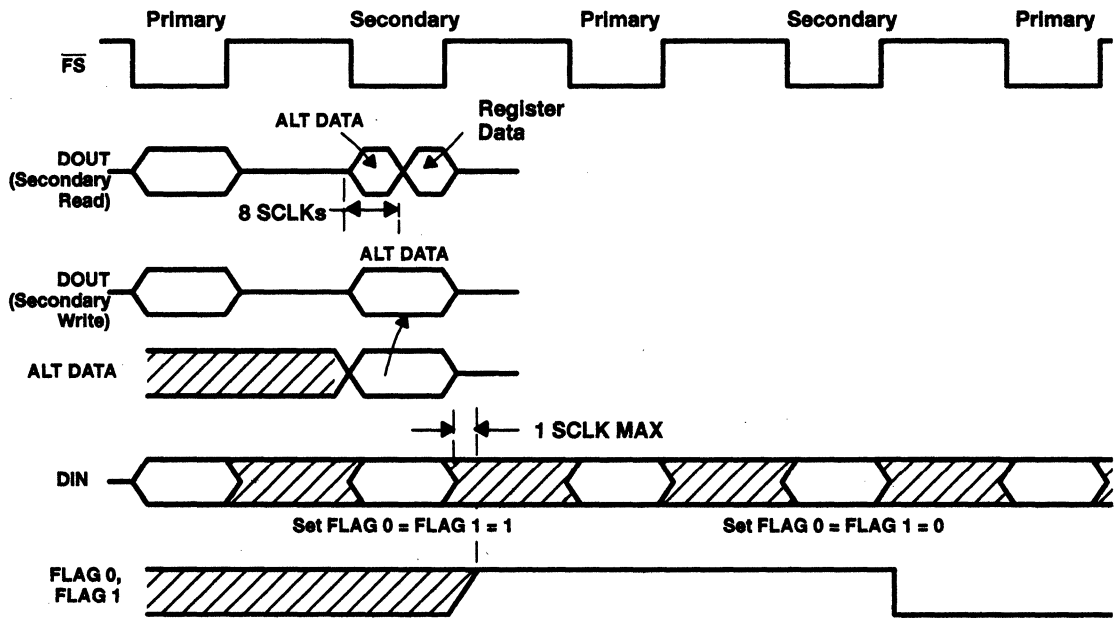 Primary Secondary Primary Secondary Primary
FS
ALT DATA
Register
Data
DOUT
(Secondary
Read)
8 SCLKs
ALT DATA
DOUT
(Secondary
Write)
ALT DATA
1 SCLK MAX
DIN
Set FLAG 0 = FLAG 1 = 1 Set FLAG 0 = FLAG 1 = 0
FLAG 0,
FLAG 1